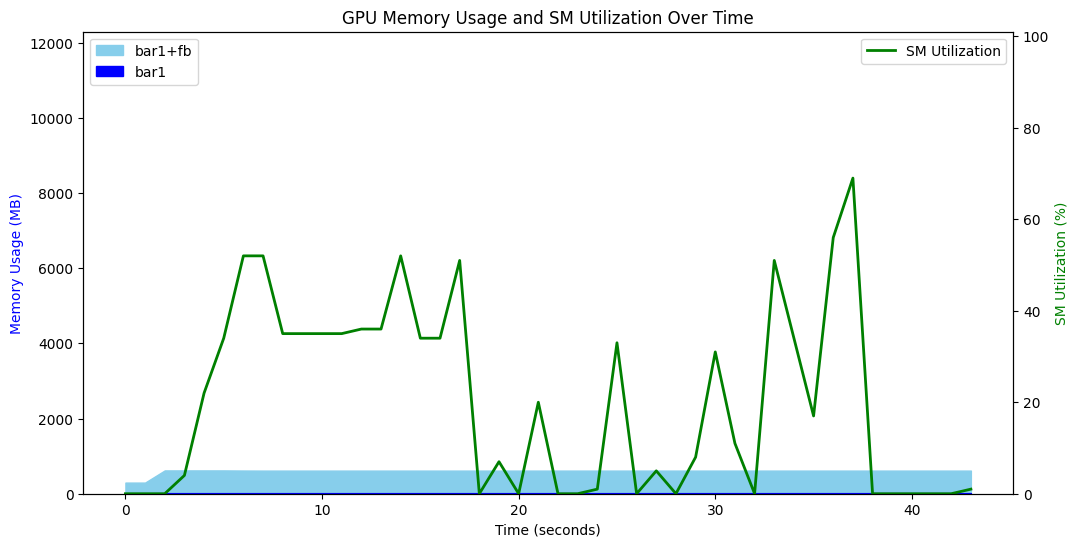 GPU Memory Usage and SM Utilization Over Time
bar1+fb
bar1
SM Utilization
Memory Usage (MB)
12000
10000
8000
6000
4000
2000
0
100
80
60
40
20
0
SM Utilization (%)
0 10 20 30 40
Time (seconds)